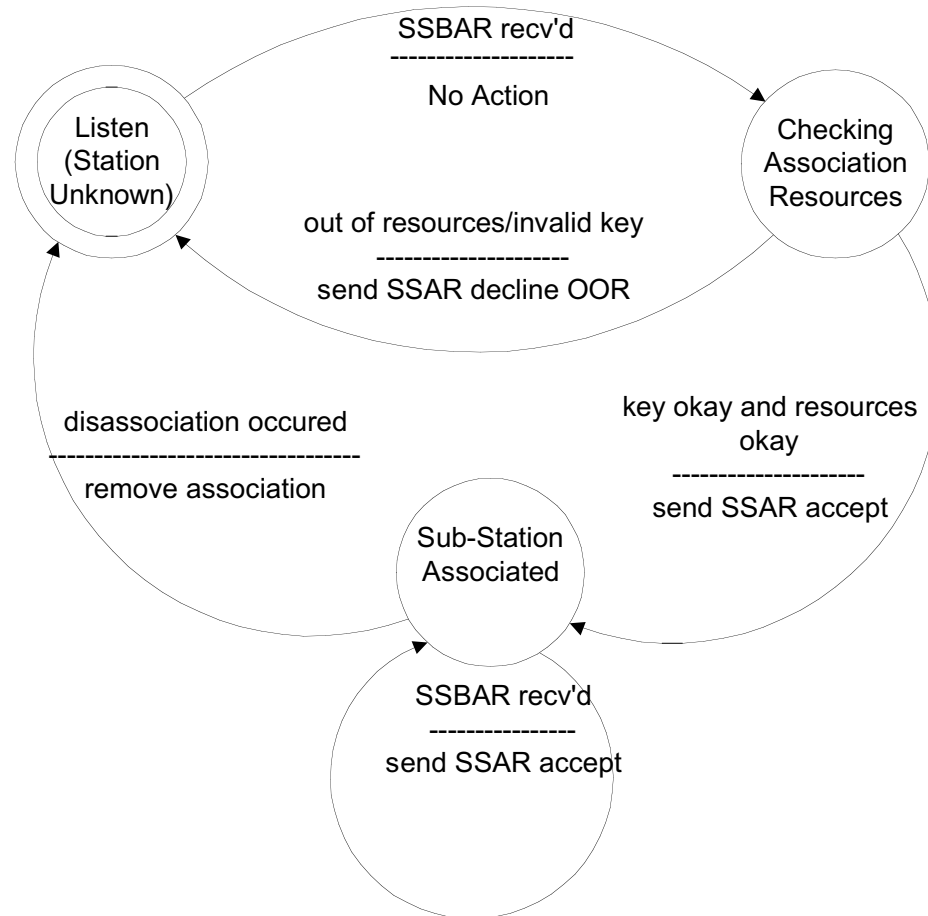 SSBAR recv'd
--------------------
No Action
Listen
(Station
Unknown)
Checking
Association
Resources
out of resources/invalid key
---------------------
send SSAR decline OOR
disassociation occured
----------------------------------
remove association
key okay and resources
okay
---------------------
send SSAR accept
Sub-Station
Associated
SSBAR recv'd
----------------
send SSAR accept